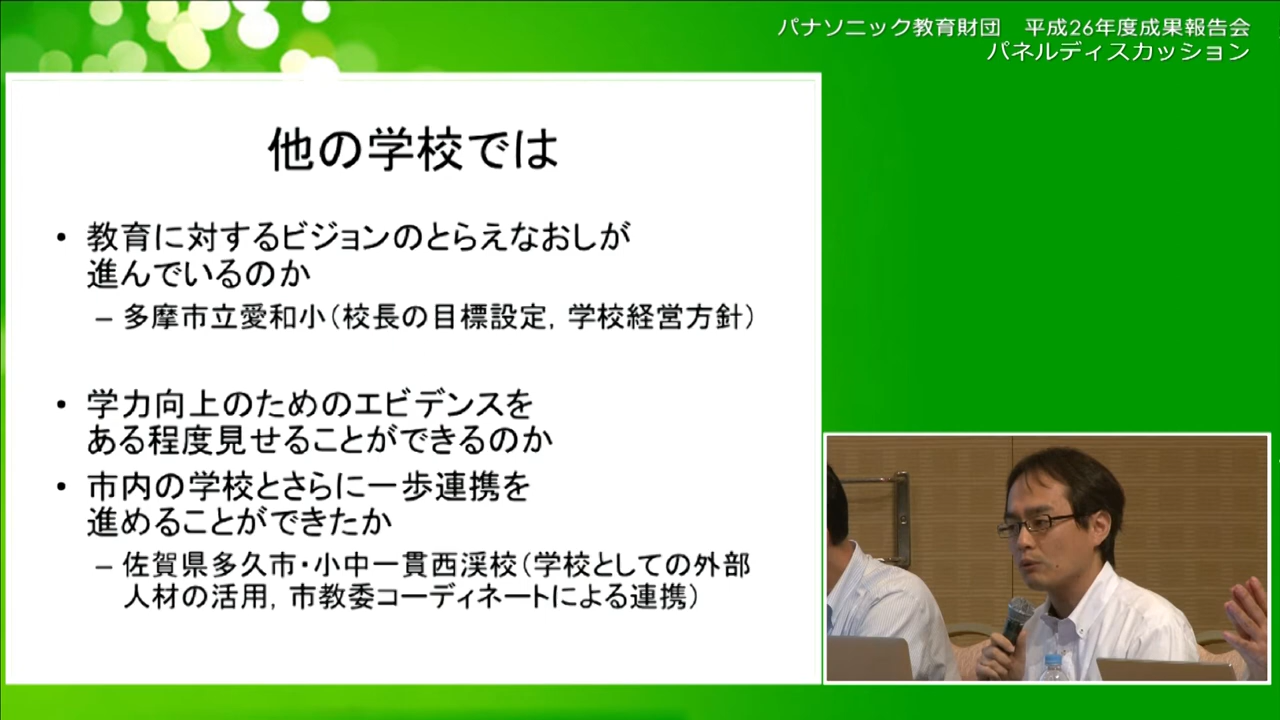 パナソニック教育財団　平成26年度成果報告会
パネルディスカッション
他の学校では
• 教育に対するビジョンのとらえなおしが
進んでいるのか
– 多摩市立愛和小（校長の目標設定，学校経営方針）
• 学力向上のためのエビデンスを
ある程度見せることができるのか
• 市内の学校とさらに一歩連携を
進めることができたか
– 佐賀県多久市・小中一貫西渓校（学校としての外部
人材の活用，市教委コーディネートによる連携）